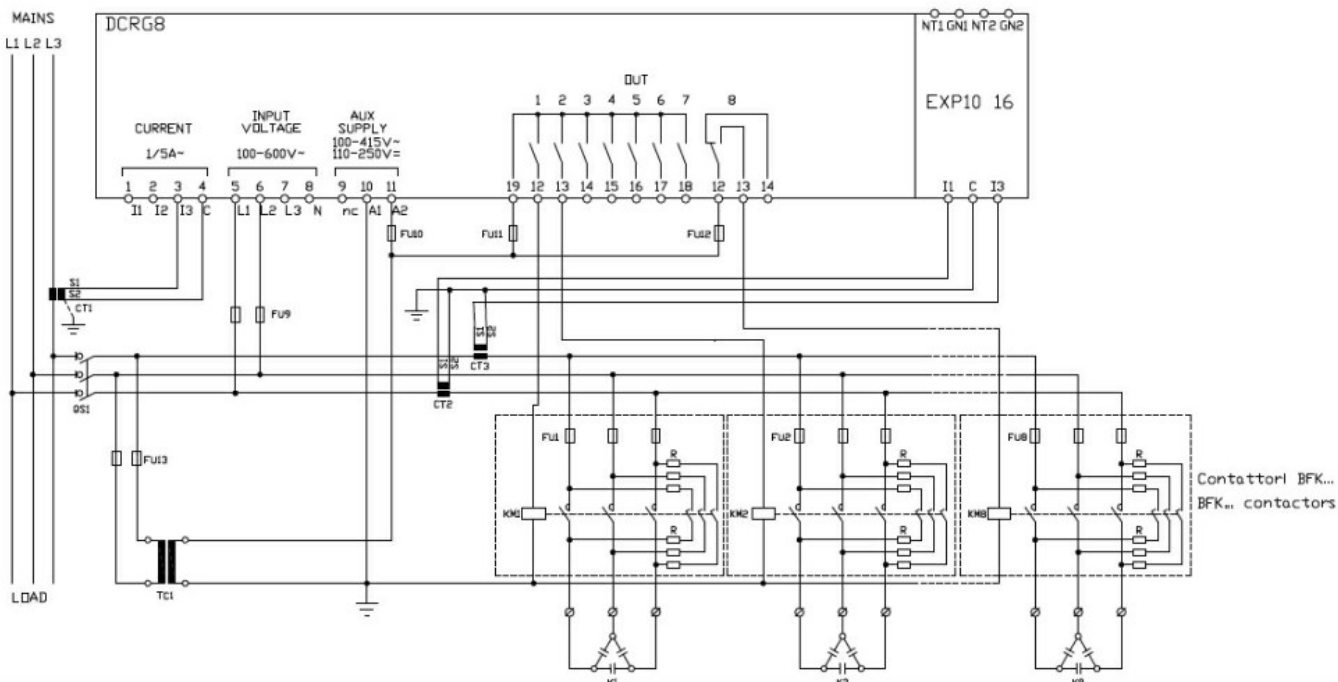 MAINS
L1 L2 L3
DCRG8
NT1 GN1 NT2 GN2
EXP10 16
OUT
1 2 3 4 5 6 7 8
CURRENT
1/5A~
INPUT
VOLTAGE
100-600V~
AUX
SUPPLY
100-415V~
110-250V=
1 2 3 4 5 6 7 8 9 10 11 19 12 13 14 15 16 17 18 12 13 14 I1 C I3
I1 I2 I3 C L1 L2 L3 N nc A1 A2
FU10 FU11 FU12
S1
S2
CT1
FU9
S1 S2
CT3
S1 S2
CT2
QS1
FU13
FU1 FU2 FU8
R R R
KM1 KM2 KM8
R R R
Contattori BFK...
BFK... contactors
TC1
LOAD